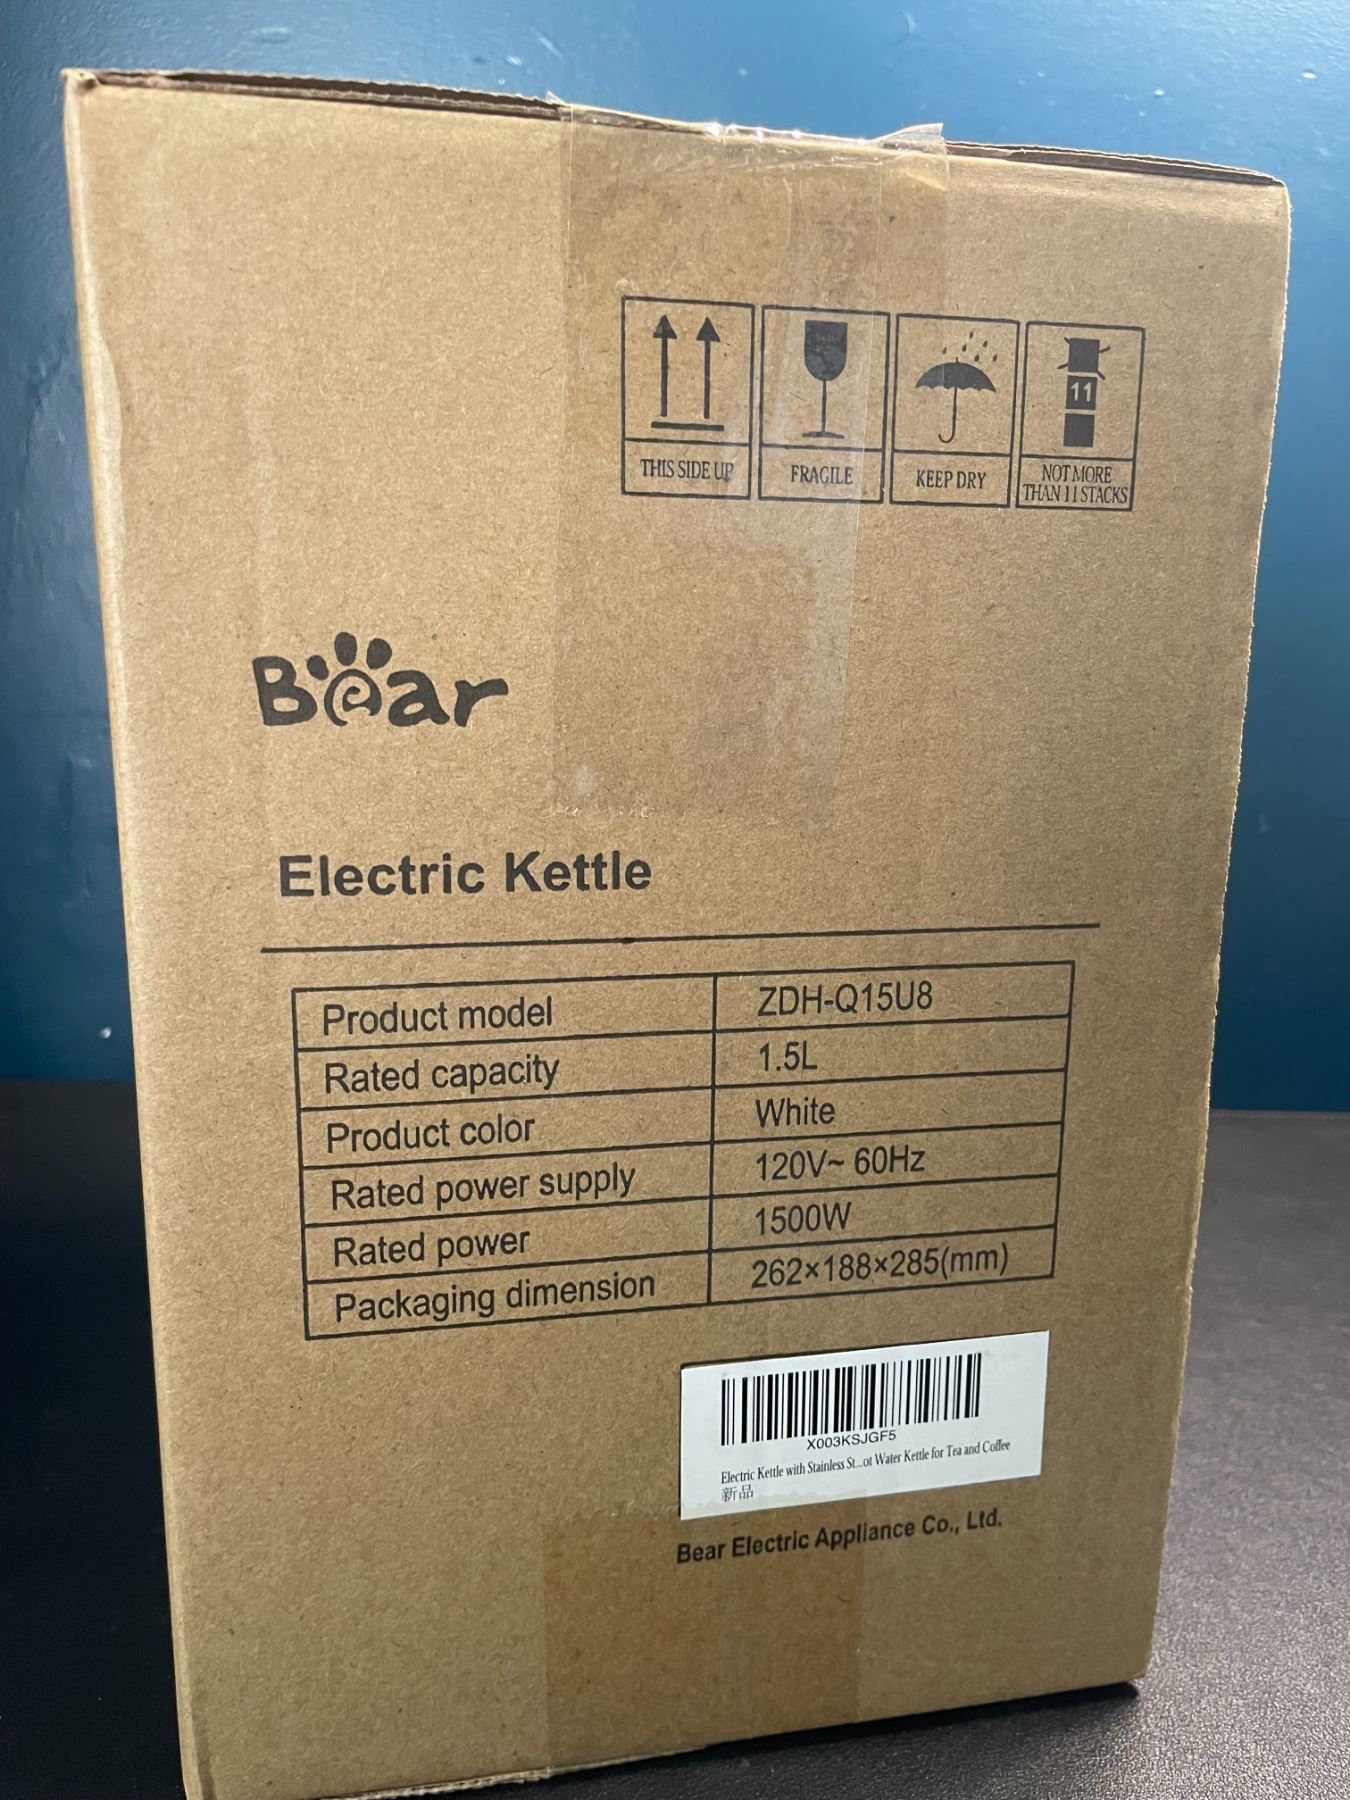 THIS SIDE UP
FRAGILE
KEEP DRY
11
NOT MORE
THAN 11 STACKS
Bear
Electric Kettle
Product model ZDH-Q15U8
Rated capacity 1.5L
Product color White
Rated power supply 120V~ 60Hz
Rated power 1500W
Packaging dimension 262×188×285(mm)
X003KSJGF5
Electric Kettle with Stainless St...ot Water Kettle for Tea and Coffee
新品
Bear Electric Appliance Co., Ltd.